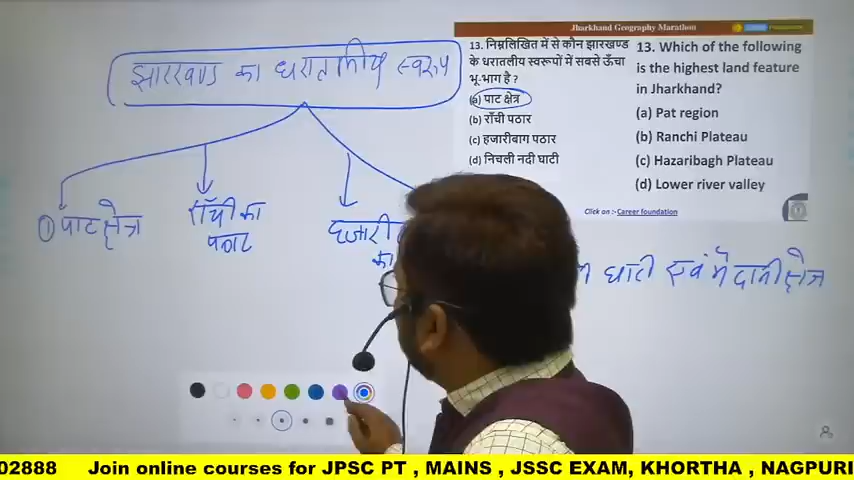 Jharkhand Geography Marathon
13. निम्नलिखित में से कौन झारखण्ड
के धरातलीय स्वरूपों में सबसे ऊँचा
भू-भाग है ?
(a) पाट क्षेत्र
(b) राँची पठार
(c) हजारीबाग पठार
(d) निचली नदी घाटी
13. Which of the following
is the highest land feature
in Jharkhand?
(a) Pat region
(b) Ranchi Plateau
(c) Hazaribagh Plateau
(d) Lower river valley
Click on :- Career foundation
झारखण्ड का धरातलीय स्वरूप
① पाट क्षेत्र
राँची का
पठार
हजारी
का
घाटी एवं मैदानी क्षेत्र
02888 Join online courses for JPSC PT , MAINS , JSSC EXAM, KHORTHA , NAGPURI